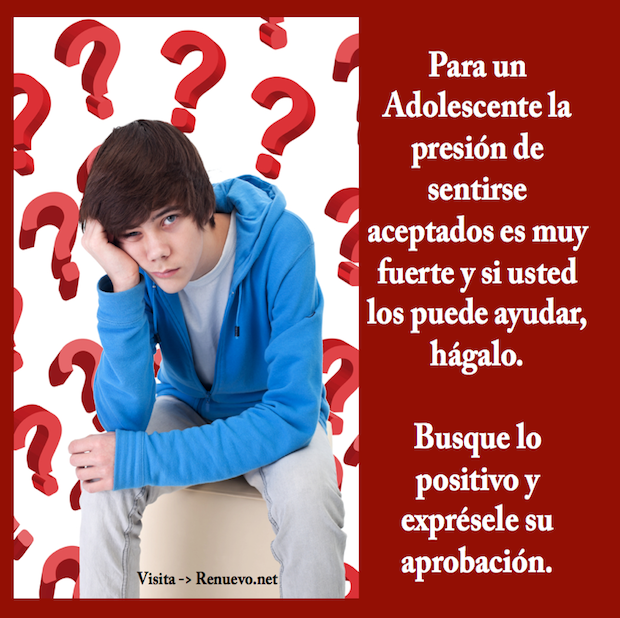 Para un
Adolescente la
presión de
sentirse
aceptados es muy
fuerte y si usted
los puede ayudar,
hágalo.
Busque lo
positivo y
exprésele su
aprobación.
Visita -> Renuevo.net